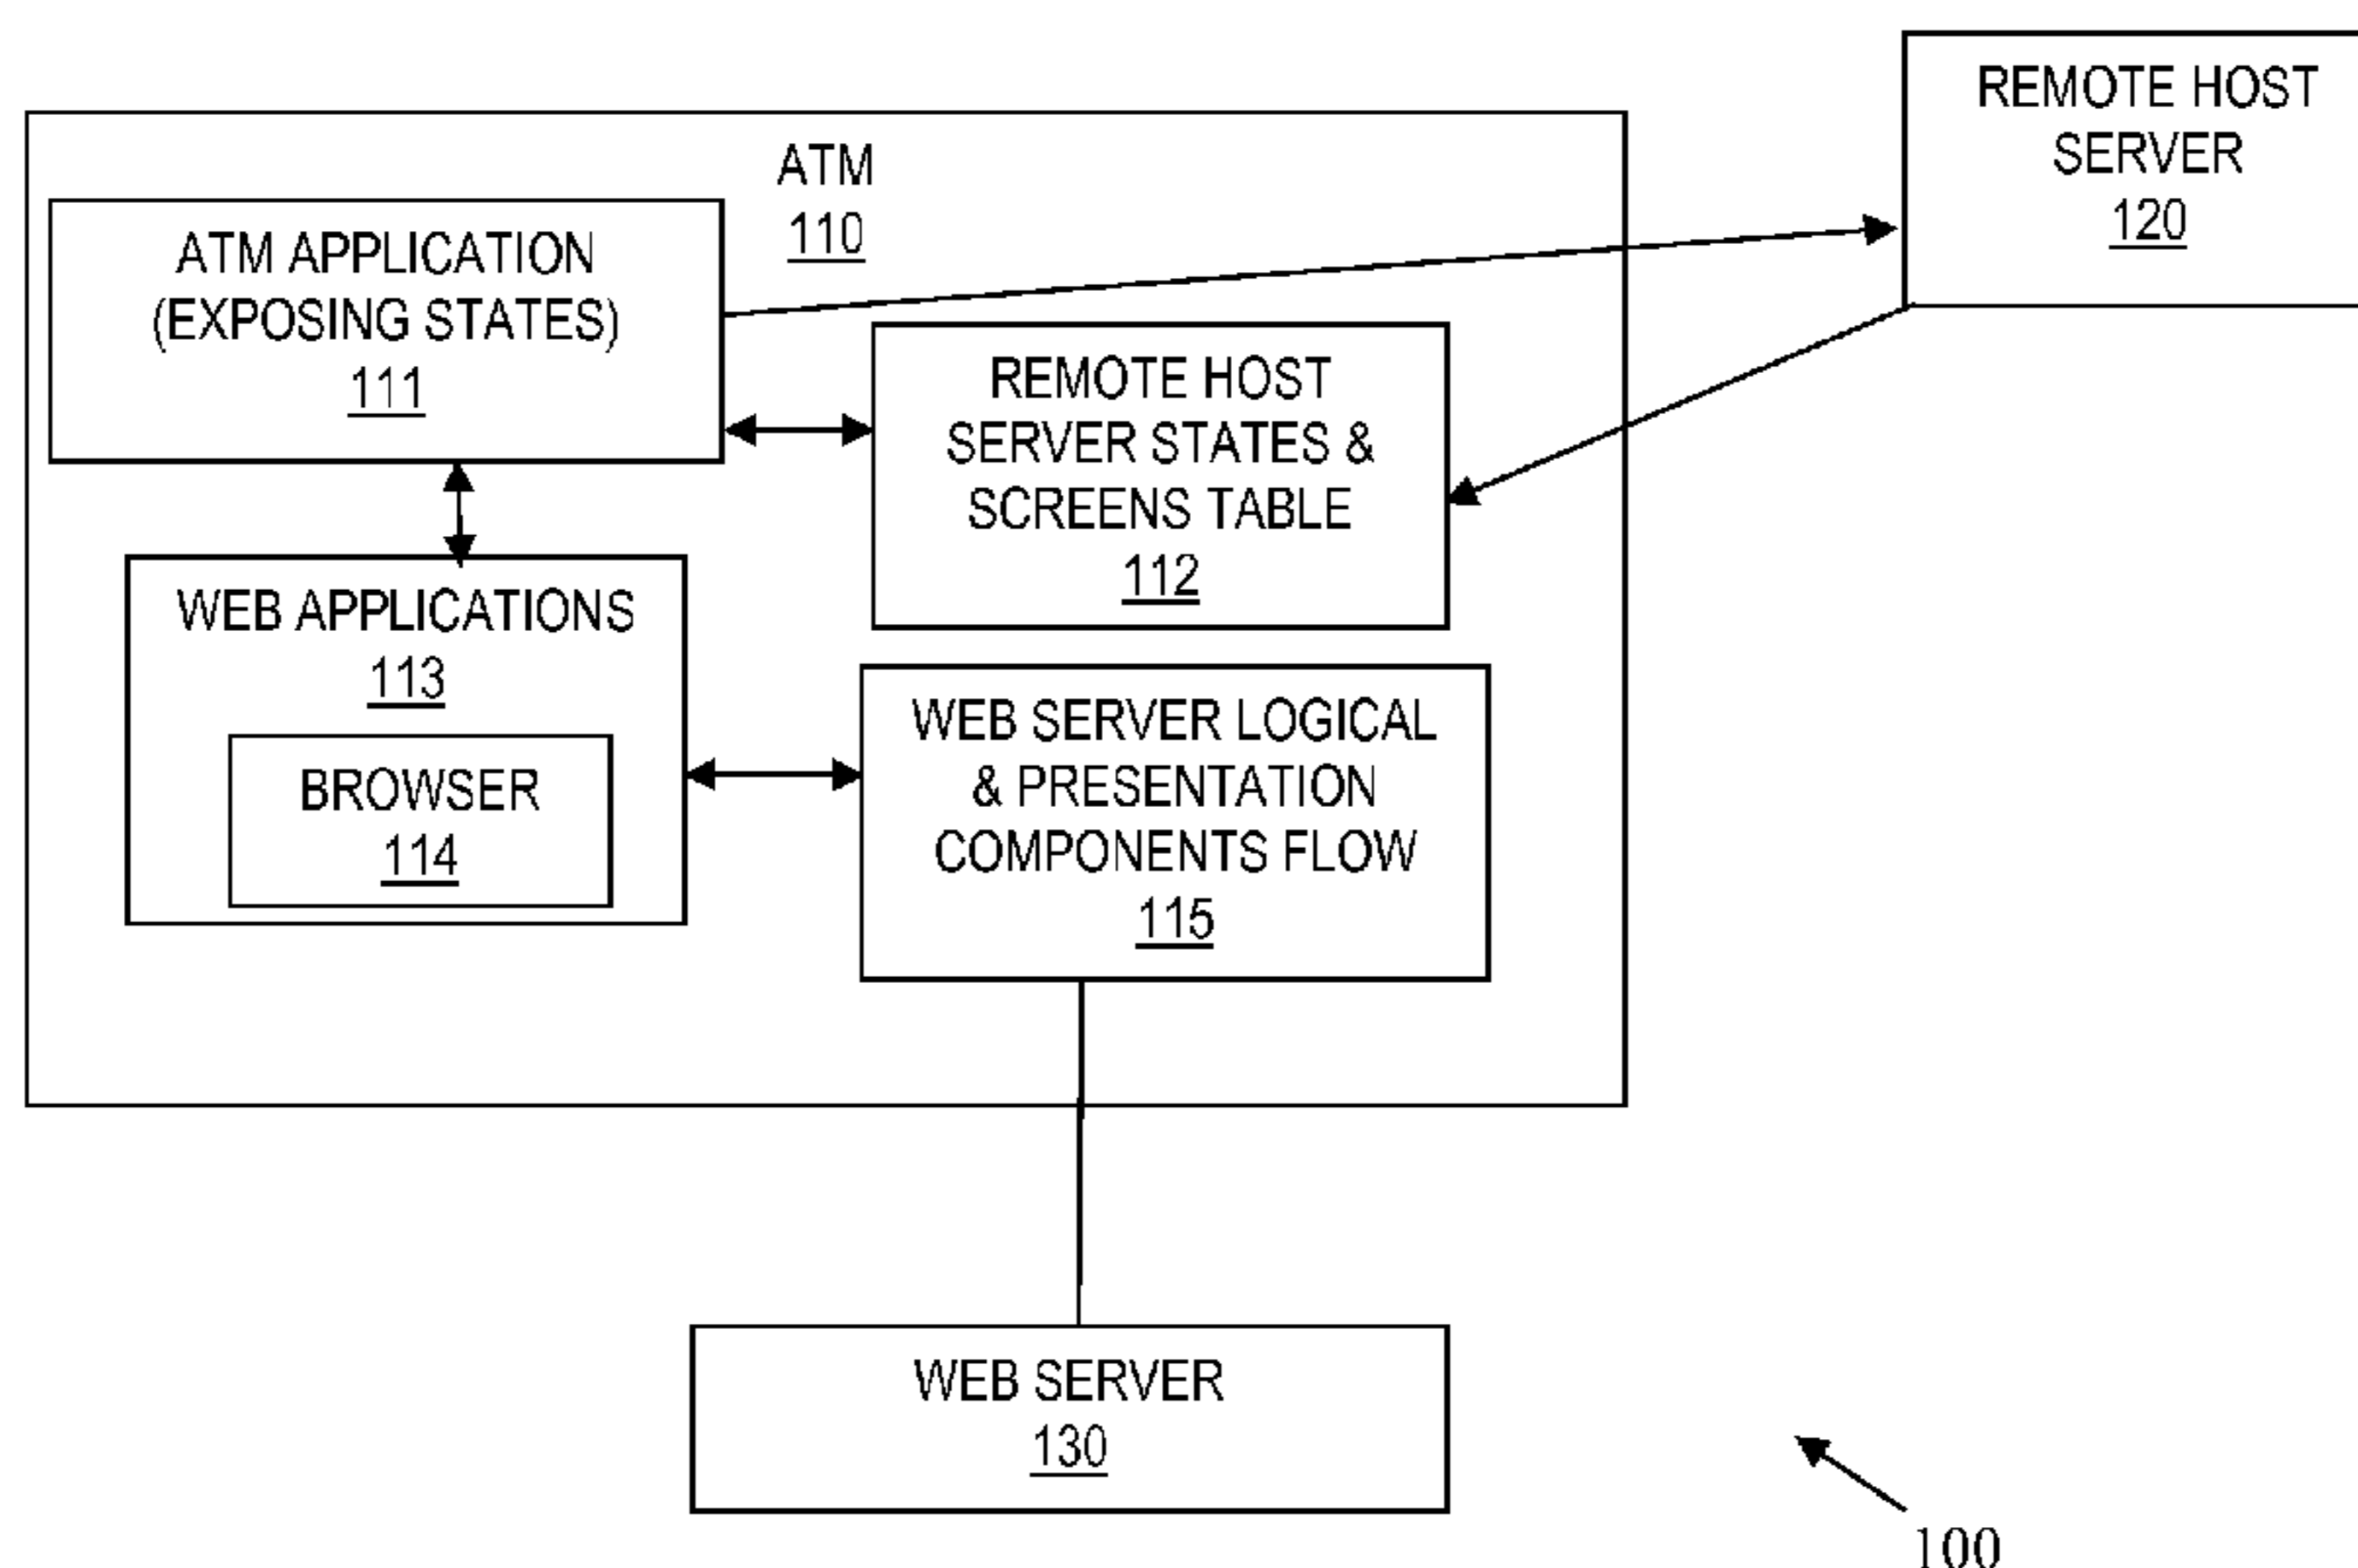 REMOTE HOST
SERVER
120
ATM
110
ATM APPLICATION
(EXPOSING STATES)
111
REMOTE HOST
SERVER STATES &
SCREENS TABLE
112
WEB APPLICATIONS
113
BROWSER
114
WEB SERVER LOGICAL
& PRESENTATION
COMPONENTS FLOW
115
WEB SERVER
130
100